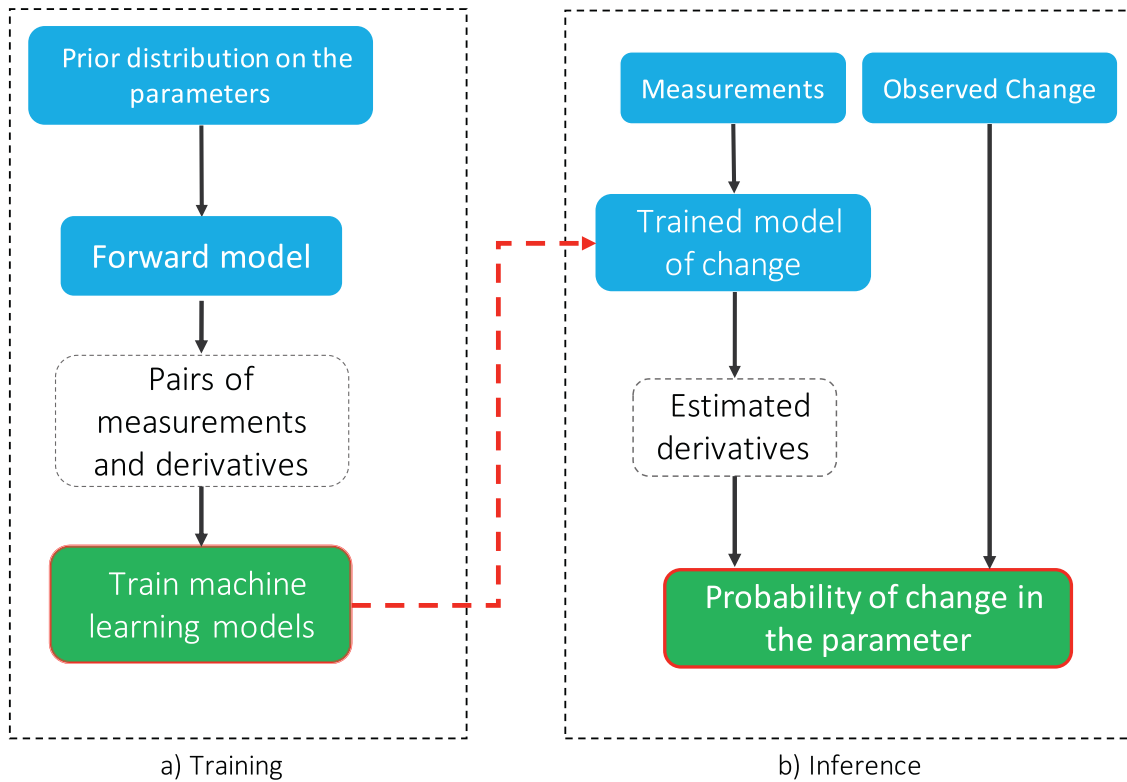 Prior distribution on the
parameters
Forward model
Pairs of
measurements
and derivatives
Train machine
learning models
a) Training
Measurements
Observed Change
Trained model
of change
Estimated
derivatives
Probability of change in
the parameter
b) Inference